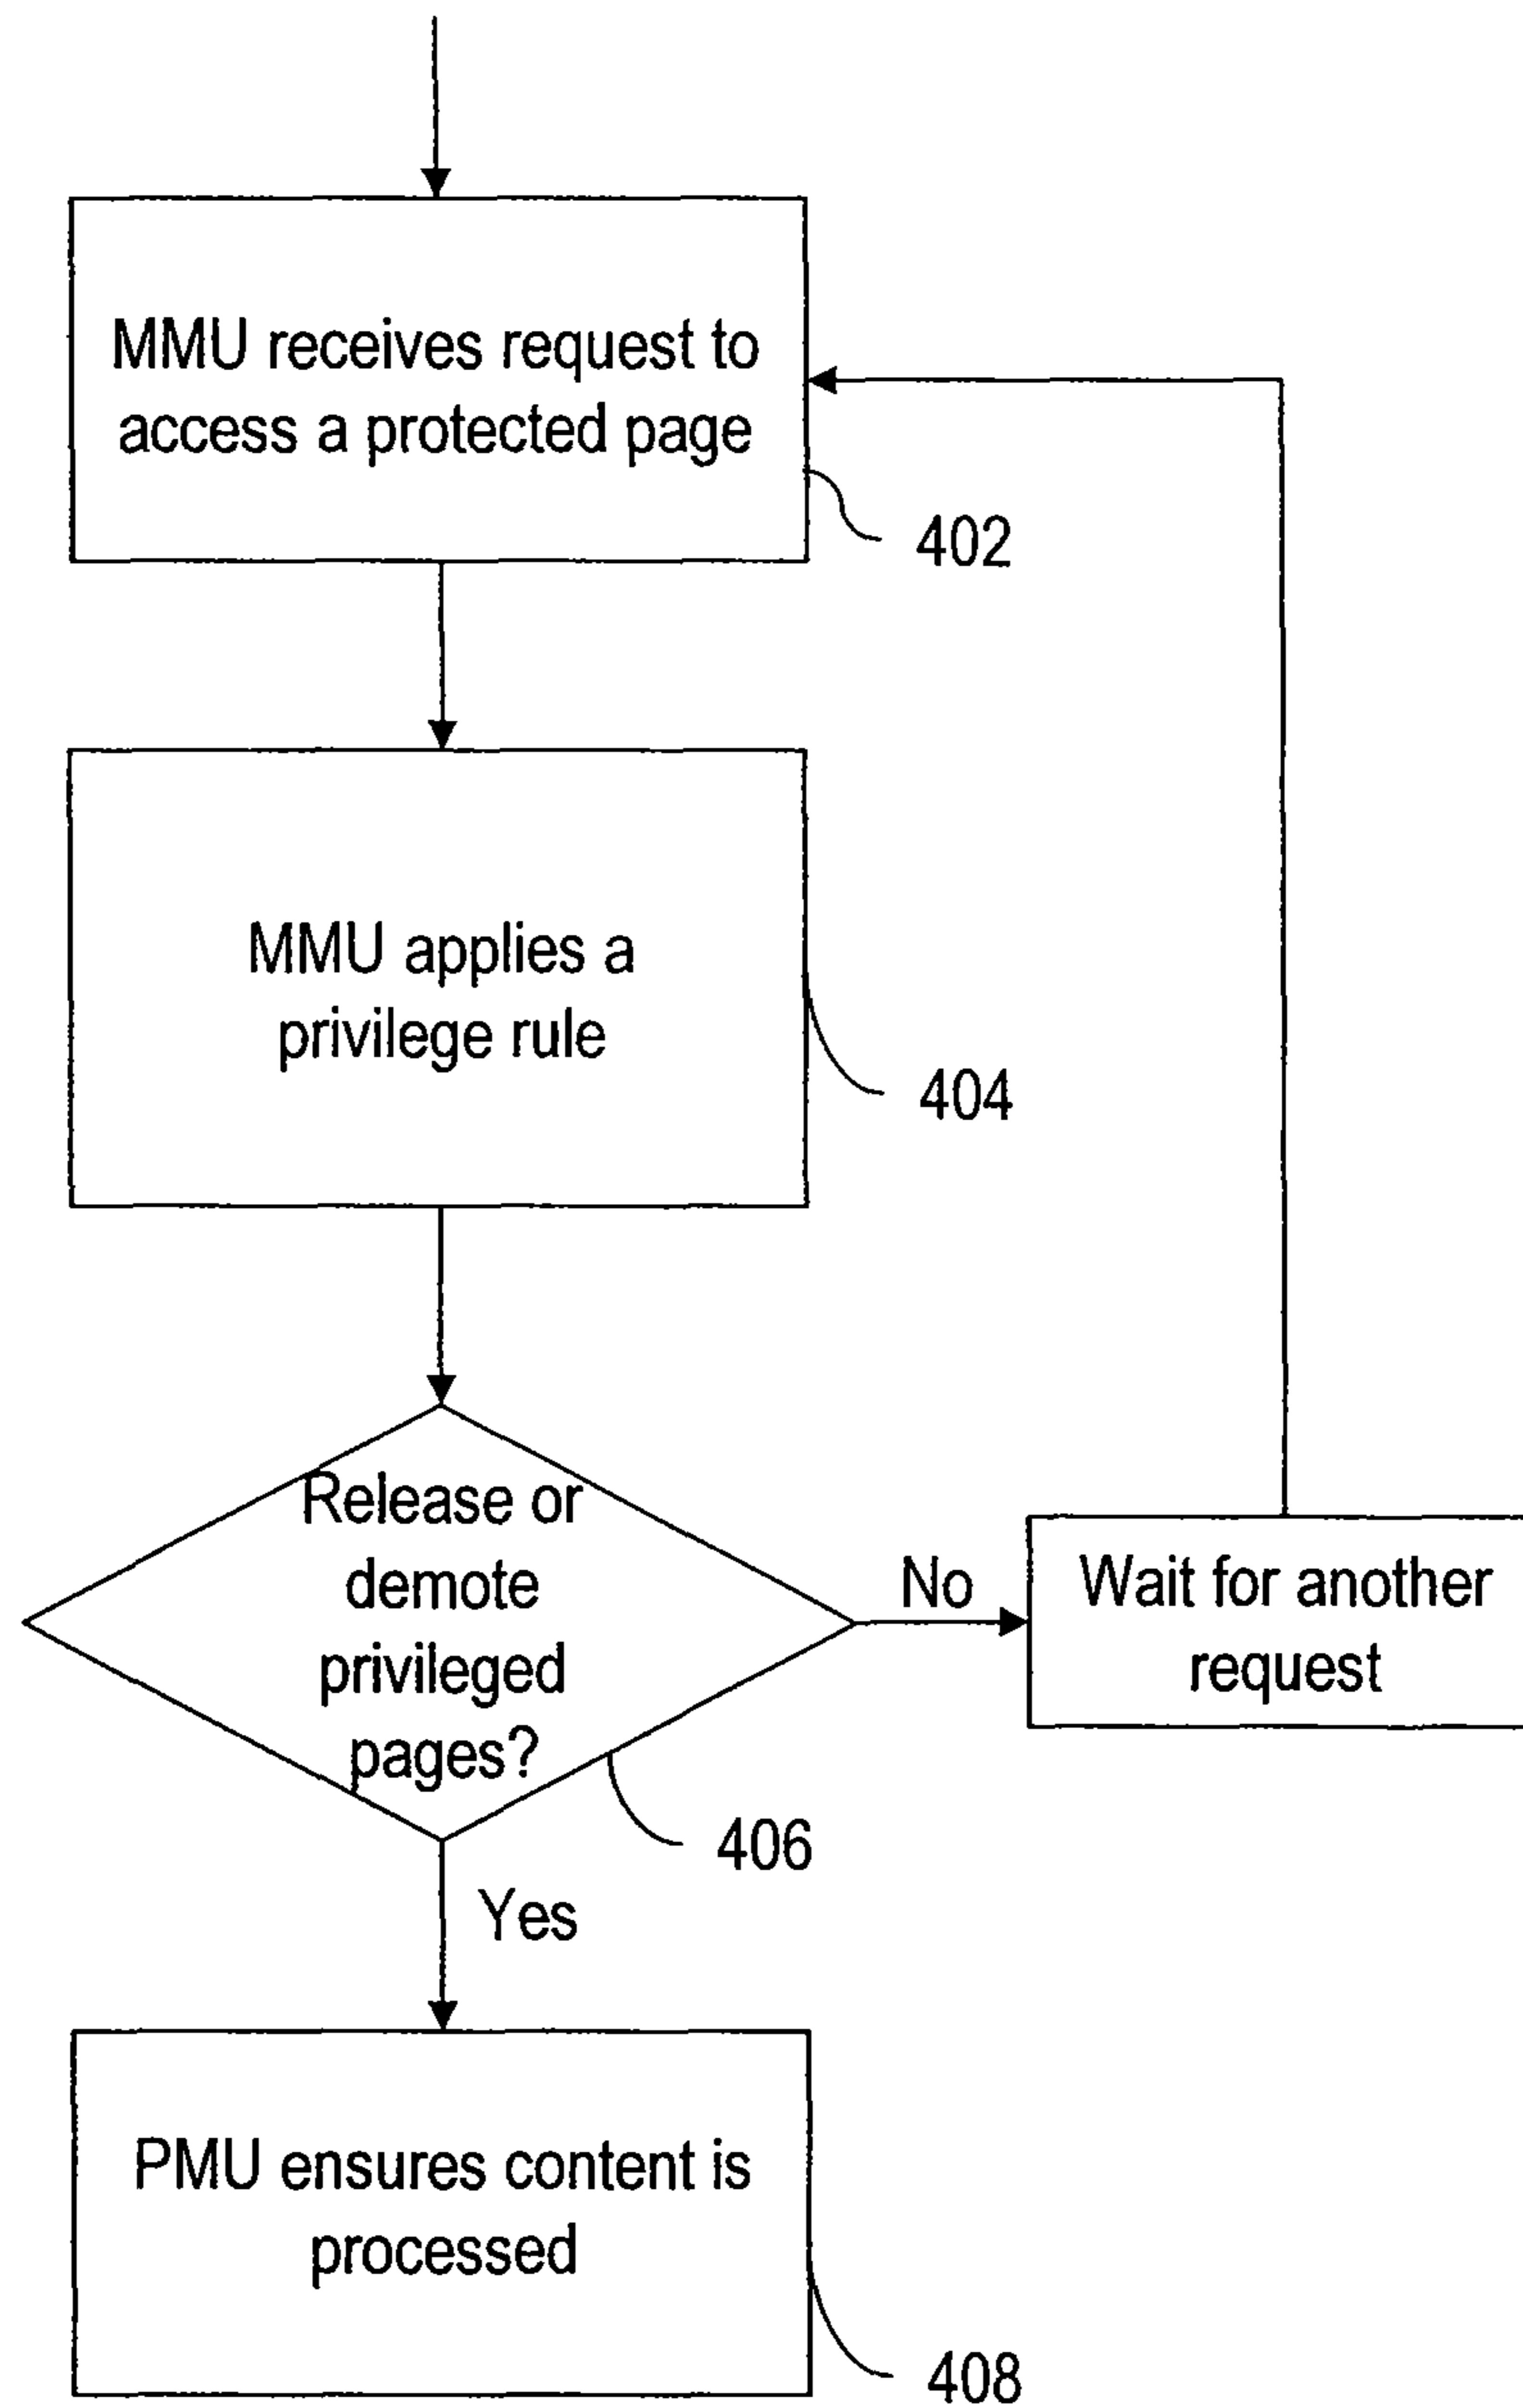 MMU receives request to
access a protected page
402
MMU applies a
privilege rule
404
Release or
demote
privileged
pages?
406
No
Wait for another
request
Yes
PMU ensures content is
processed
408